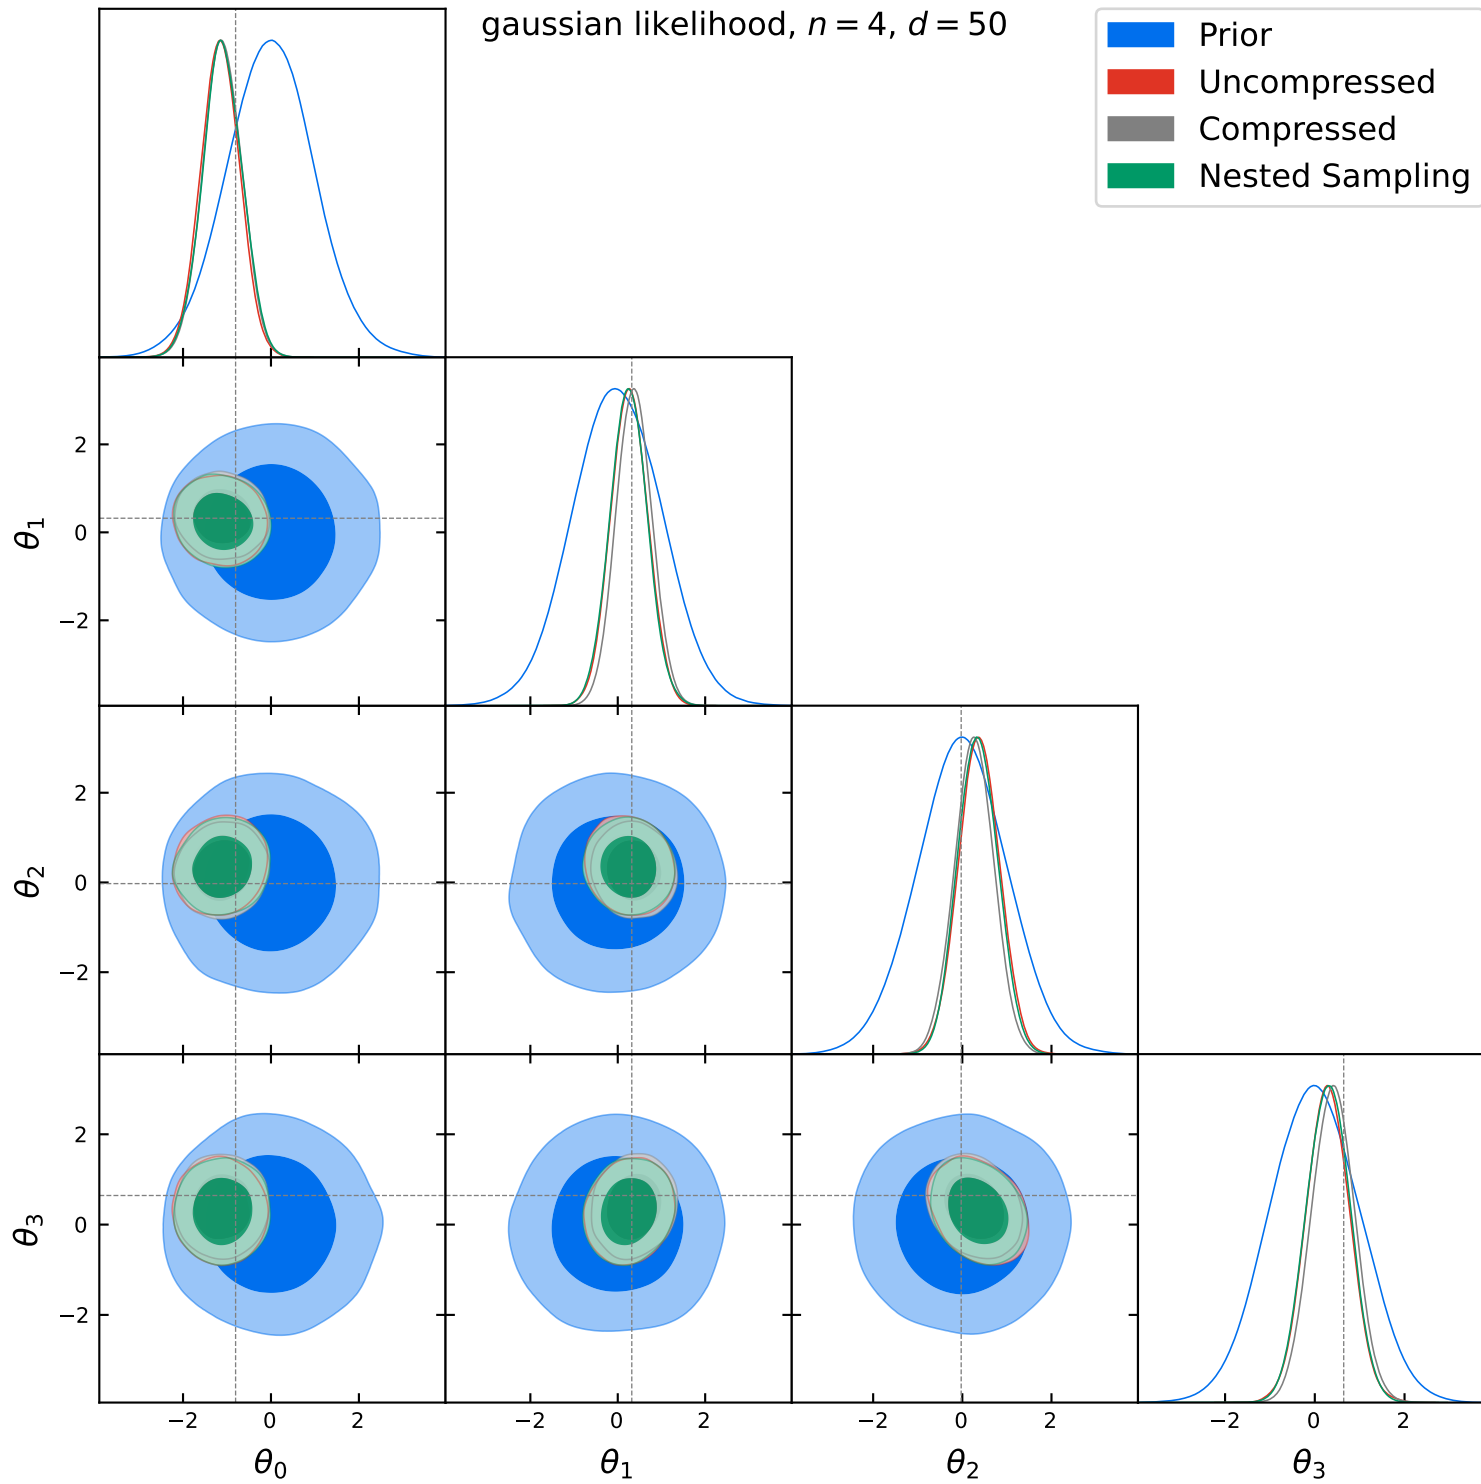 gaussian likelihood, n = 4, d = 50
Prior
Uncompressed
Compressed
Nested Sampling
θ₁
2
0
−2
θ₂
2
0
−2
θ₃
2
0
−2
−2 0 2
−2 0 2
−2 0 2
−2 0 2
θ₀
θ₁
θ₂
θ₃